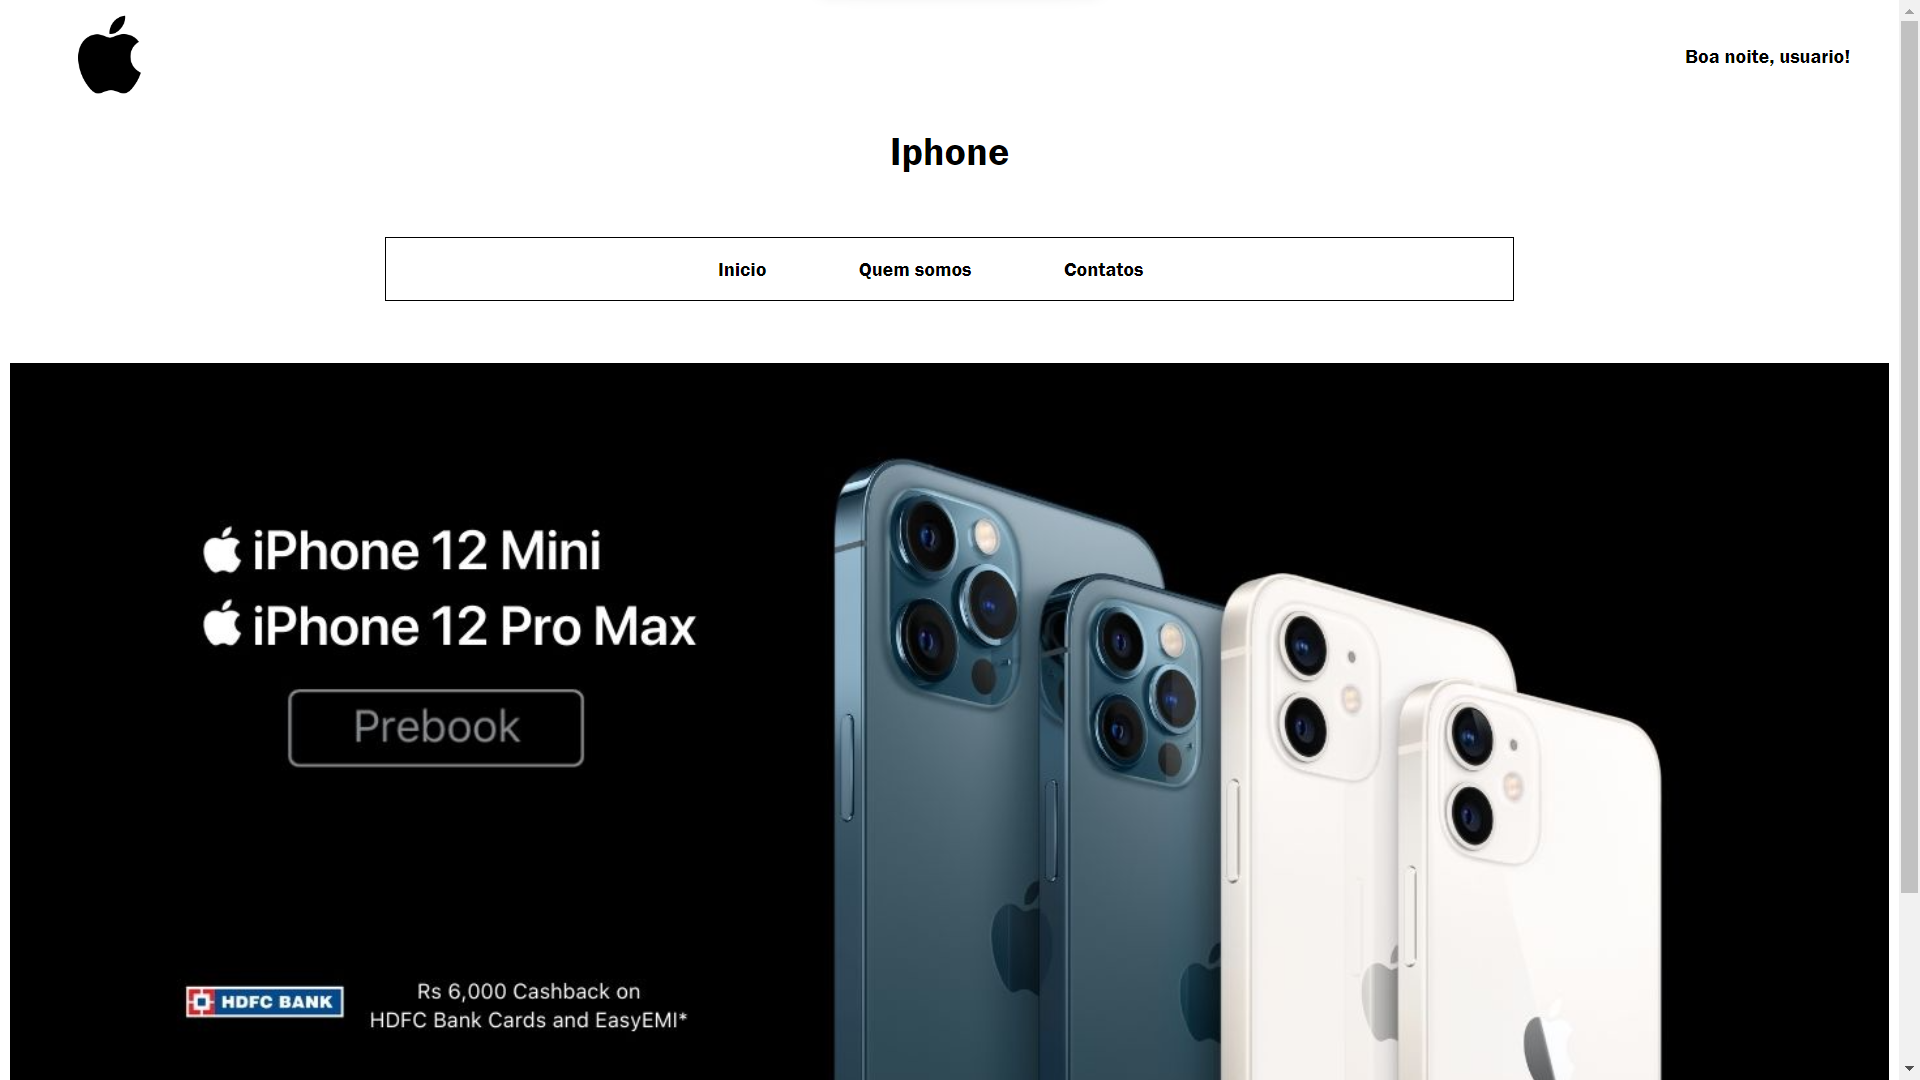 Boa noite, usuario!
Iphone
Inicio Quem somos Contatos
iPhone 12 Mini
iPhone 12 Pro Max
Prebook
HDFC BANK
Rs 6,000 Cashback on
HDFC Bank Cards and EasyEMI*